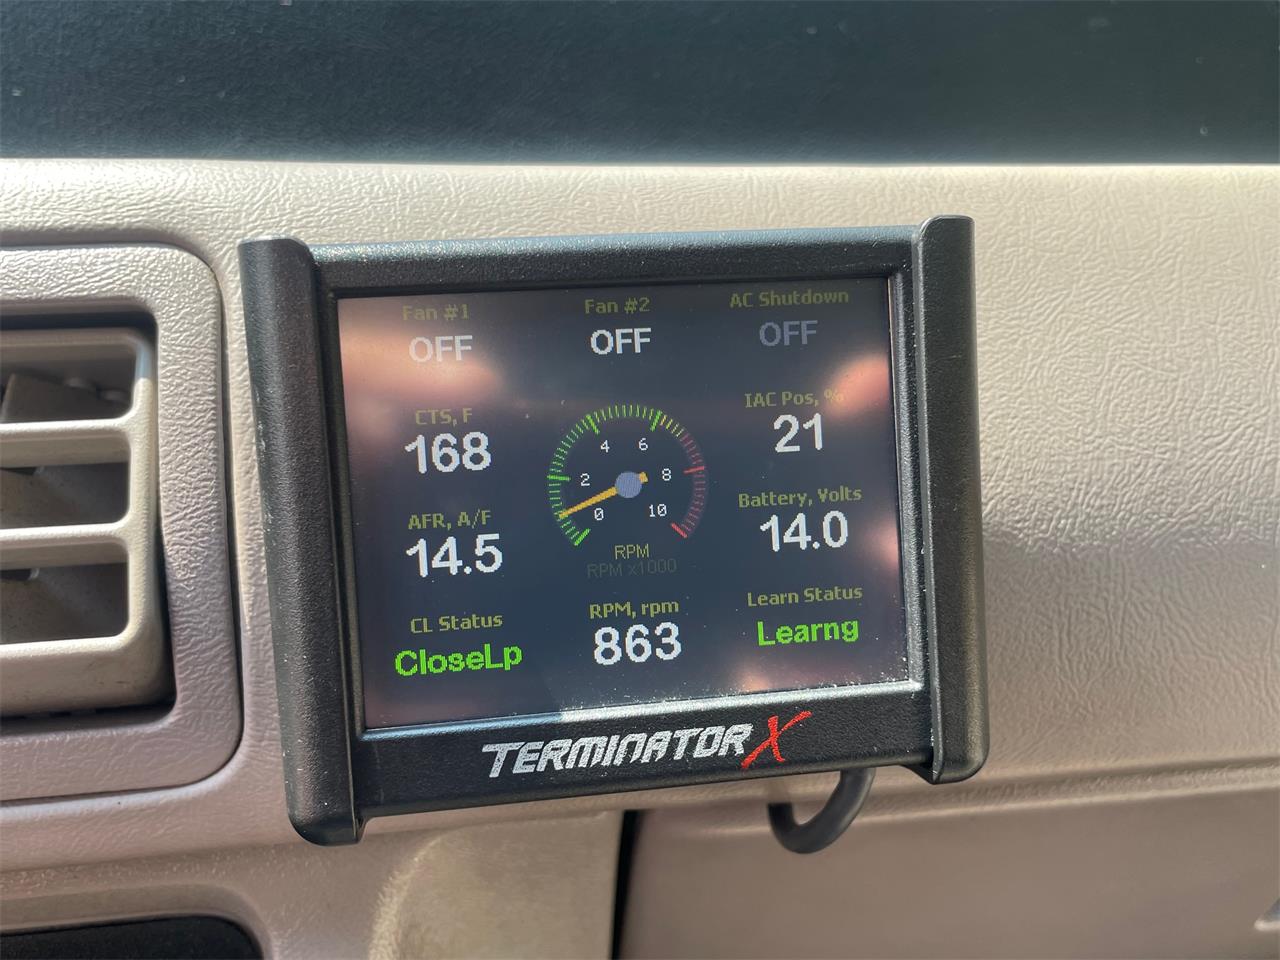 Fan #1
OFF
Fan #2
OFF
AC Shutdown
OFF
CTS, F
168
IAC Pos, %
21
0
2
4
6
8
10
RPM
RPM x1000
AFR, A/F
14.5
Battery, Volts
14.0
CL Status
CloseLp
RPM, rpm
863
Learn Status
Learng
TERMINATOR X